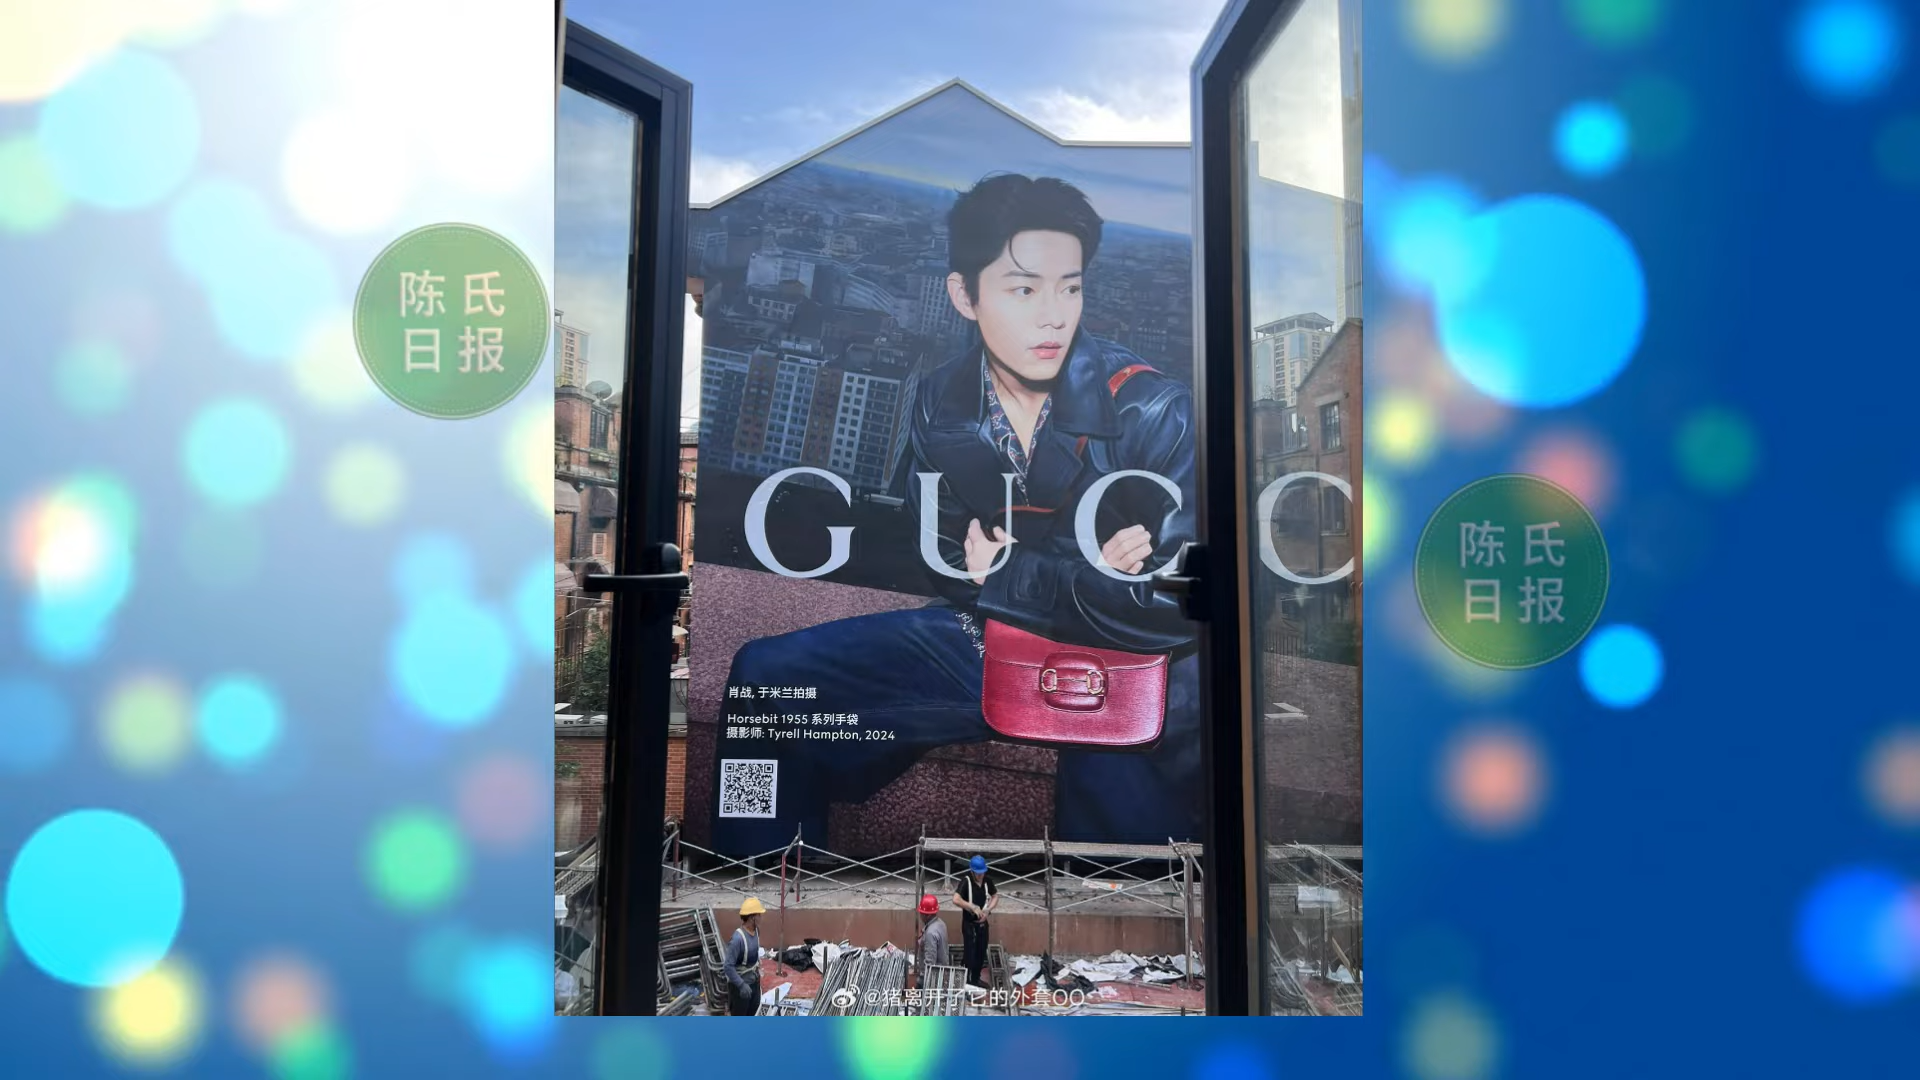 陈氏
日报
GUCC
陈氏
日报
肖战, 于米兰拍摄
Horsebit 1955 系列手袋
摄影师: Tyrell Hampton, 2024
@猪离开了它的外套OO